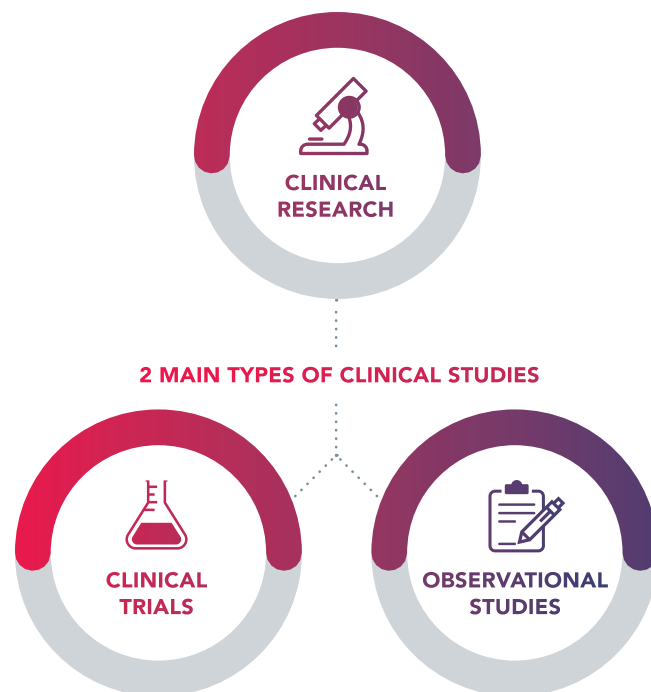 CLINICAL
RESEARCH
2 MAIN TYPES OF CLINICAL STUDIES
CLINICAL
TRIALS
OBSERVATIONAL
STUDIES